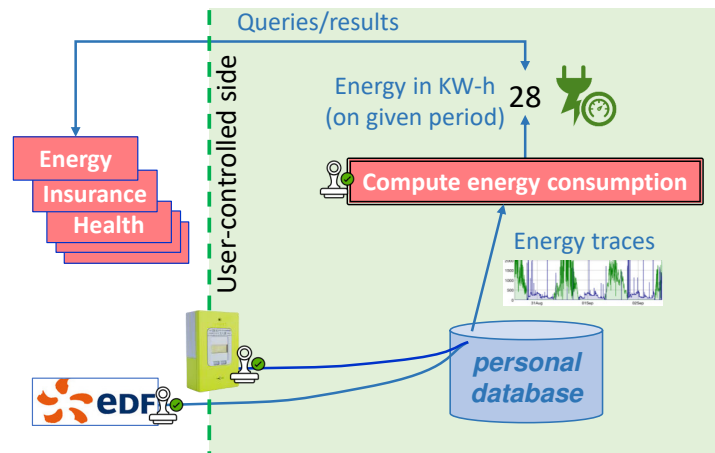 Queries/results
User-controlled side
Energy in KW-h
(on given period)
28
Energy
Insurance
Health
Compute energy consumption
Energy traces
personal
database
eDF